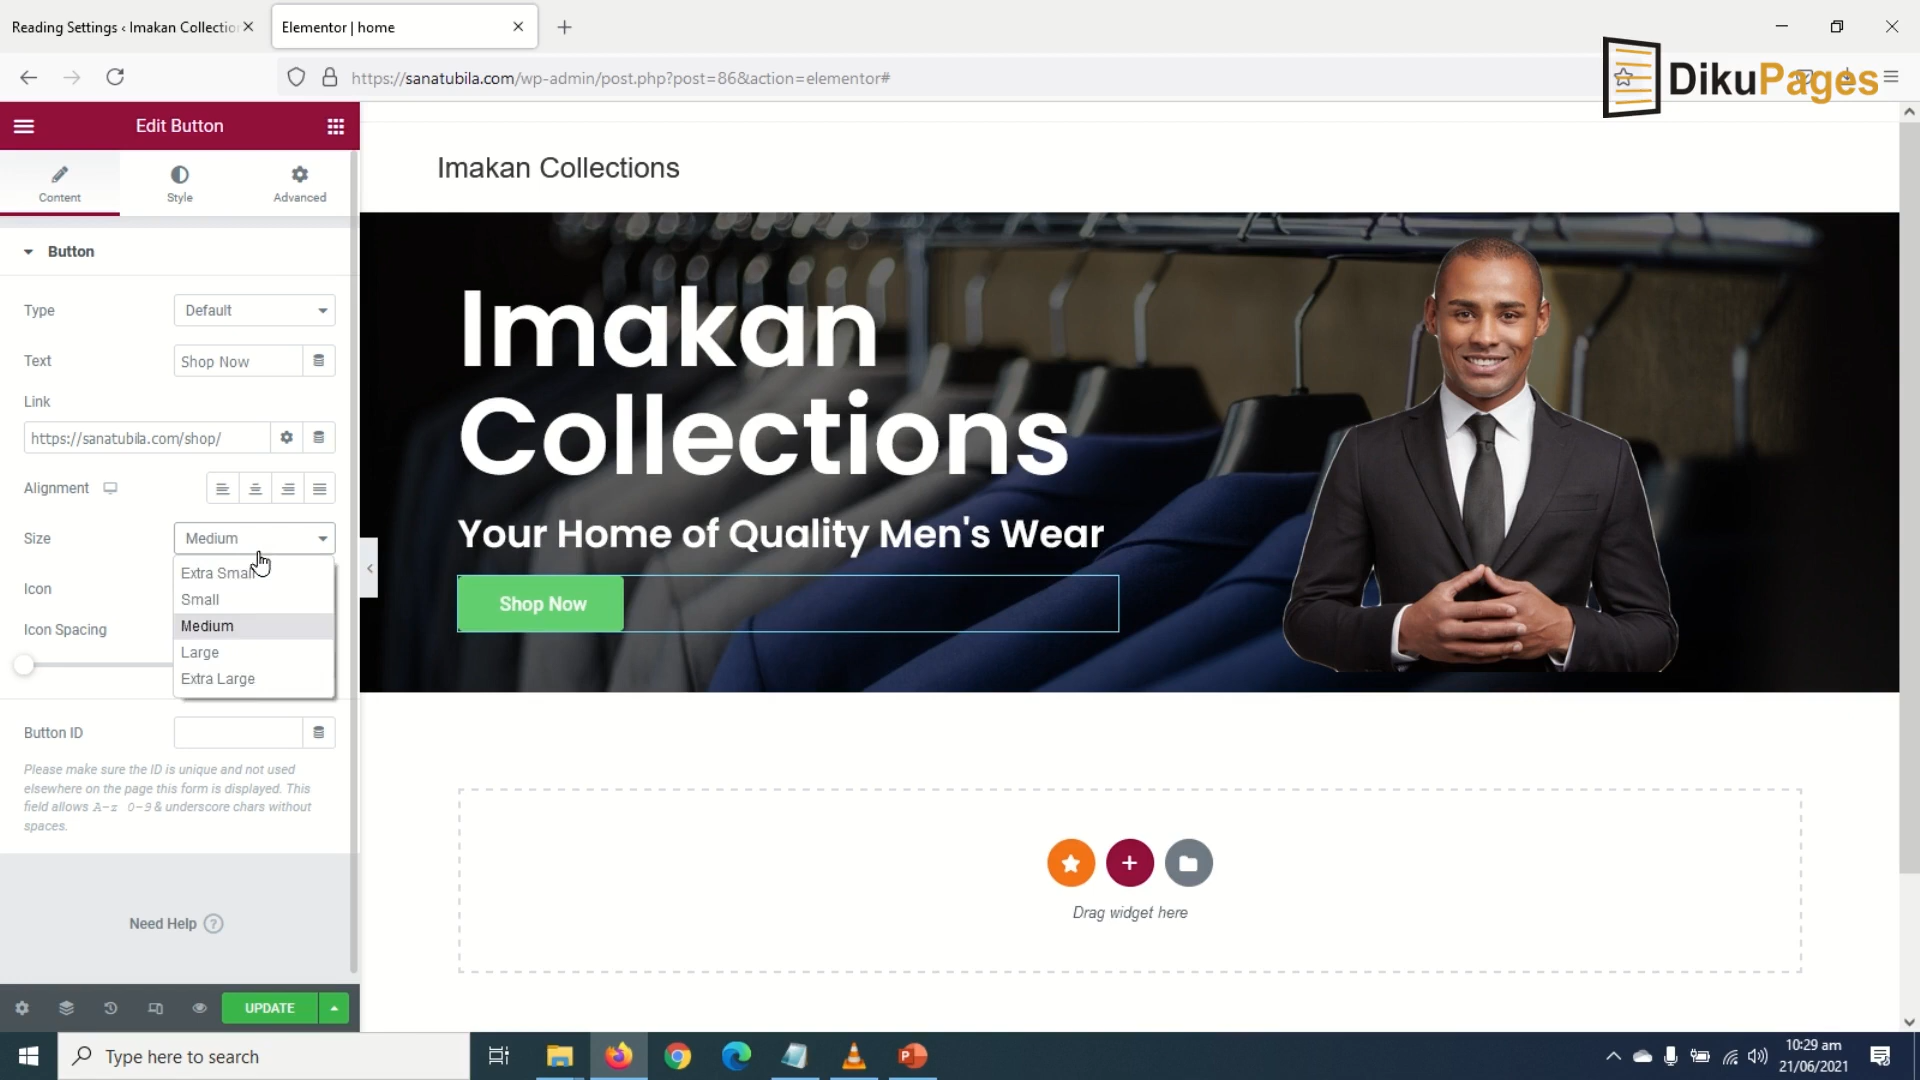 Reading Settings ‹ Imakan Collectio
Elementor | home
https://sanatubila.com/wp-admin/post.php?post=86&action=elementor#
DikuPages
Edit Button
Content
Style
Advanced
Button
Type
Default
Text
Shop Now
Link
https://sanatubila.com/shop/
Alignment
Size
Medium
Extra Small
Small
Medium
Large
Extra Large
Icon
Icon Spacing
Button ID
Please make sure the ID is unique and not used
elsewhere on the page this form is displayed. This
field allows A-z 0-9 & underscore chars without
spaces.
Need Help ?
UPDATE
Imakan Collections
Imakan
Collections
Your Home of Quality Men's Wear
Shop Now
Drag widget here
Type here to search
10:29 am
21/06/2021